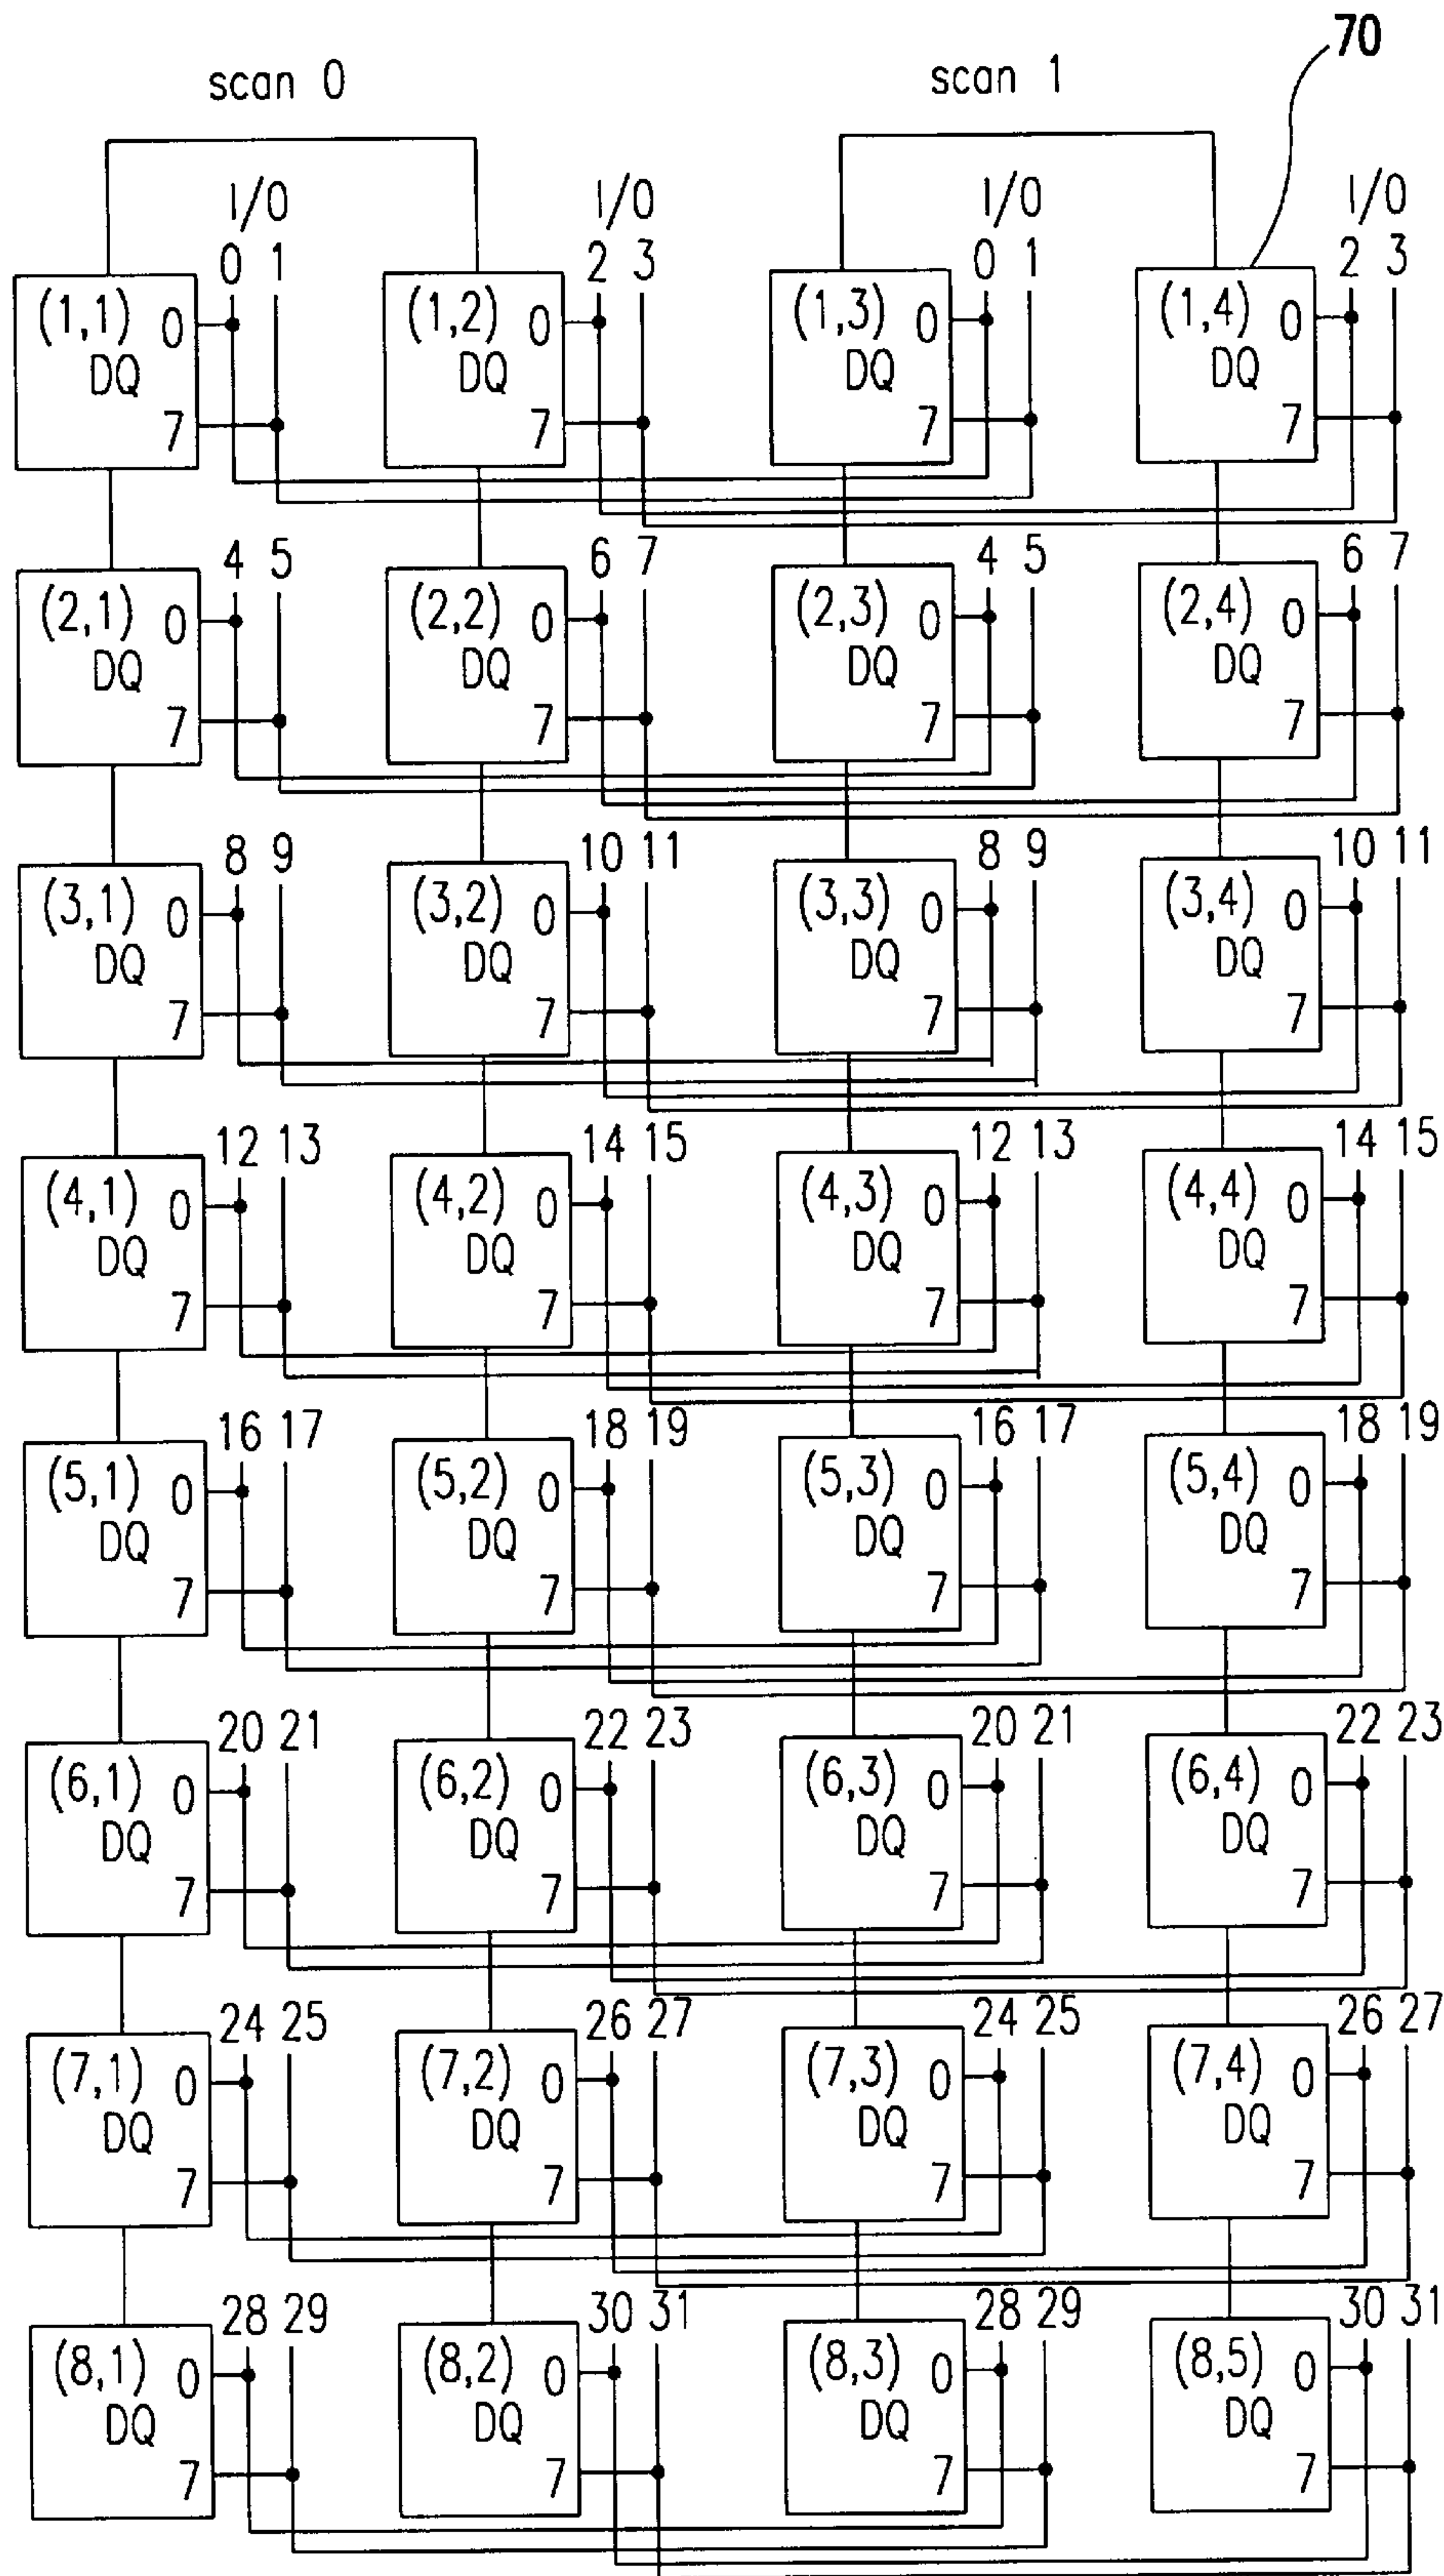 70
scan 0 scan 1
I/O I/O I/O I/O
0 1 2 3 0 1 2 3
(1,1) 0 (1,2) 0 (1,3) 0 (1,4) 0
DQ DQ DQ DQ
7 7 7 7
4 5 6 7 4 5 6 7
(2,1) 0 (2,2) 0 (2,3) 0 (2,4) 0
DQ DQ DQ DQ
7 7 7 7
8 9 10 11 8 9 10 11
(3,1) 0 (3,2) 0 (3,3) 0 (3,4) 0
DQ DQ DQ DQ
7 7 7 7
12 13 14 15 12 13 14 15
(4,1) 0 (4,2) 0 (4,3) 0 (4,4) 0
DQ DQ DQ DQ
7 7 7 7
16 17 18 19 16 17 18 19
(5,1) 0 (5,2) 0 (5,3) 0 (5,4) 0
DQ DQ DQ DQ
7 7 7 7
20 21 22 23 20 21 22 23
(6,1) 0 (6,2) 0 (6,3) 0 (6,4) 0
DQ DQ DQ DQ
7 7 7 7
24 25 26 27 24 25 26 27
(7,1) 0 (7,2) 0 (7,3) 0 (7,4) 0
DQ DQ DQ DQ
7 7 7 7
28 29 30 31 28 29 30 31
(8,1) 0 (8,2) 0 (8,3) 0 (8,5) 0
DQ DQ DQ DQ
7 7 7 7